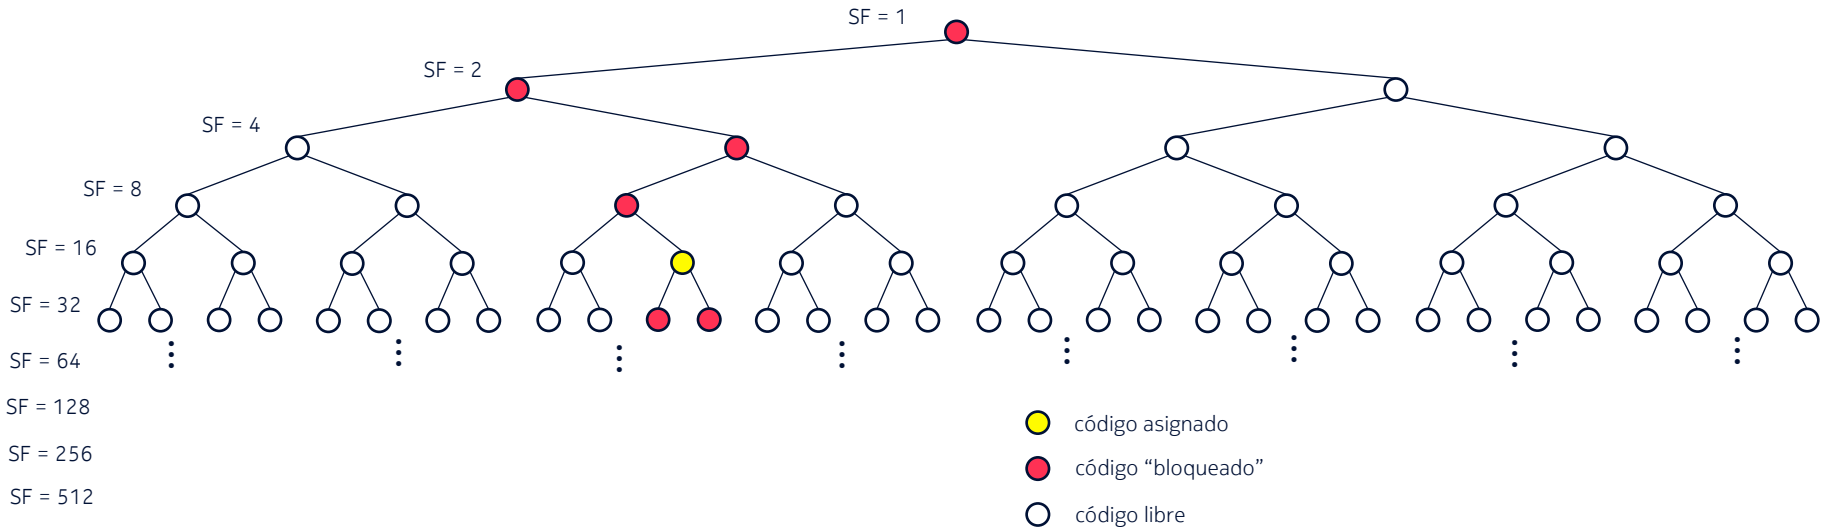 SF = 1
SF = 2
SF = 4
SF = 8
SF = 16
SF = 32
SF = 64
SF = 128
SF = 256
SF = 512
código asignado
código “bloqueado”
código libre